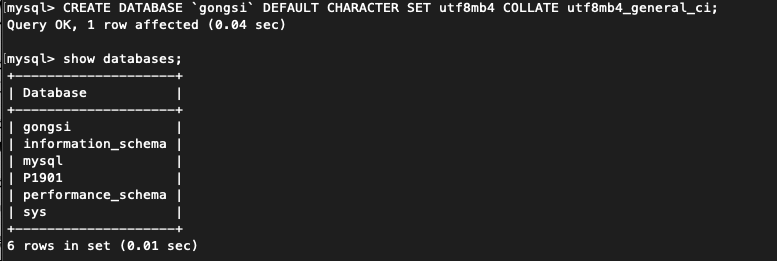 mysql> CREATE DATABASE `gongsi` DEFAULT CHARACTER SET utf8mb4 COLLATE utf8mb4_general_ci;
Query OK, 1 row affected (0.04 sec)

mysql> show databases;
+--------------------+
| Database           |
+--------------------+
| gongsi             |
| information_schema |
| mysql              |
| P1901              |
| performance_schema |
| sys                |
+--------------------+
6 rows in set (0.01 sec)